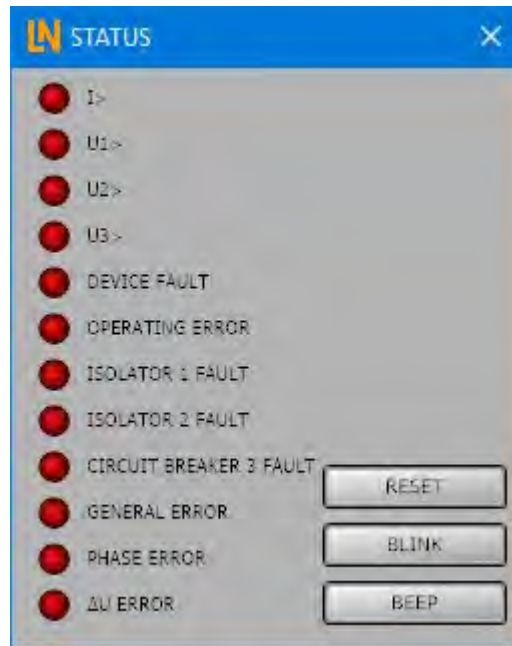 LN STATUS
I>
U1>
U2>
U3>
DEVICE FAULT
OPERATING ERROR
ISOLATOR 1 FAULT
ISOLATOR 2 FAULT
CIRCUIT BREAKER 3 FAULT
RESET
GENERAL ERROR
BLINK
PHASE ERROR
ΔU ERROR
BEEP